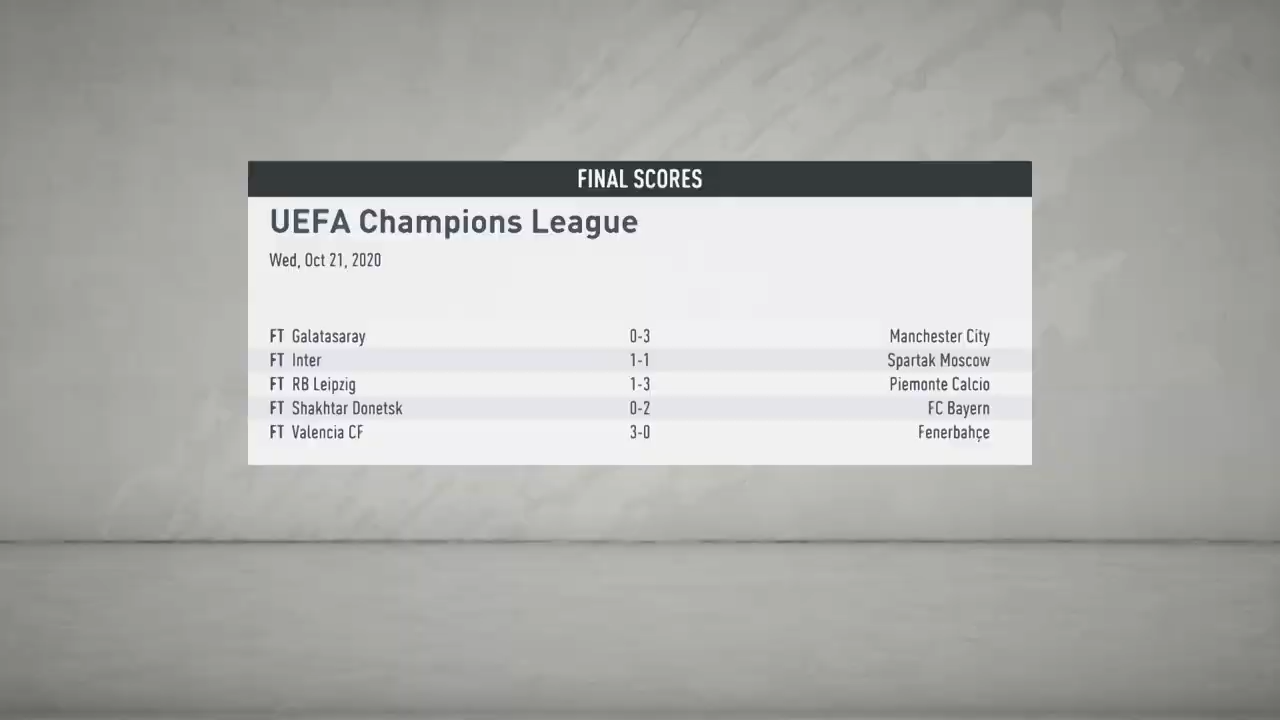 FINAL SCORES
UEFA Champions League
Wed, Oct 21, 2020
FT Galatasaray 0-3 Manchester City
FT Inter 1-1 Spartak Moscow
FT RB Leipzig 1-3 Piemonte Calcio
FT Shakhtar Donetsk 0-2 FC Bayern
FT Valencia CF 3-0 Fenerbahçe